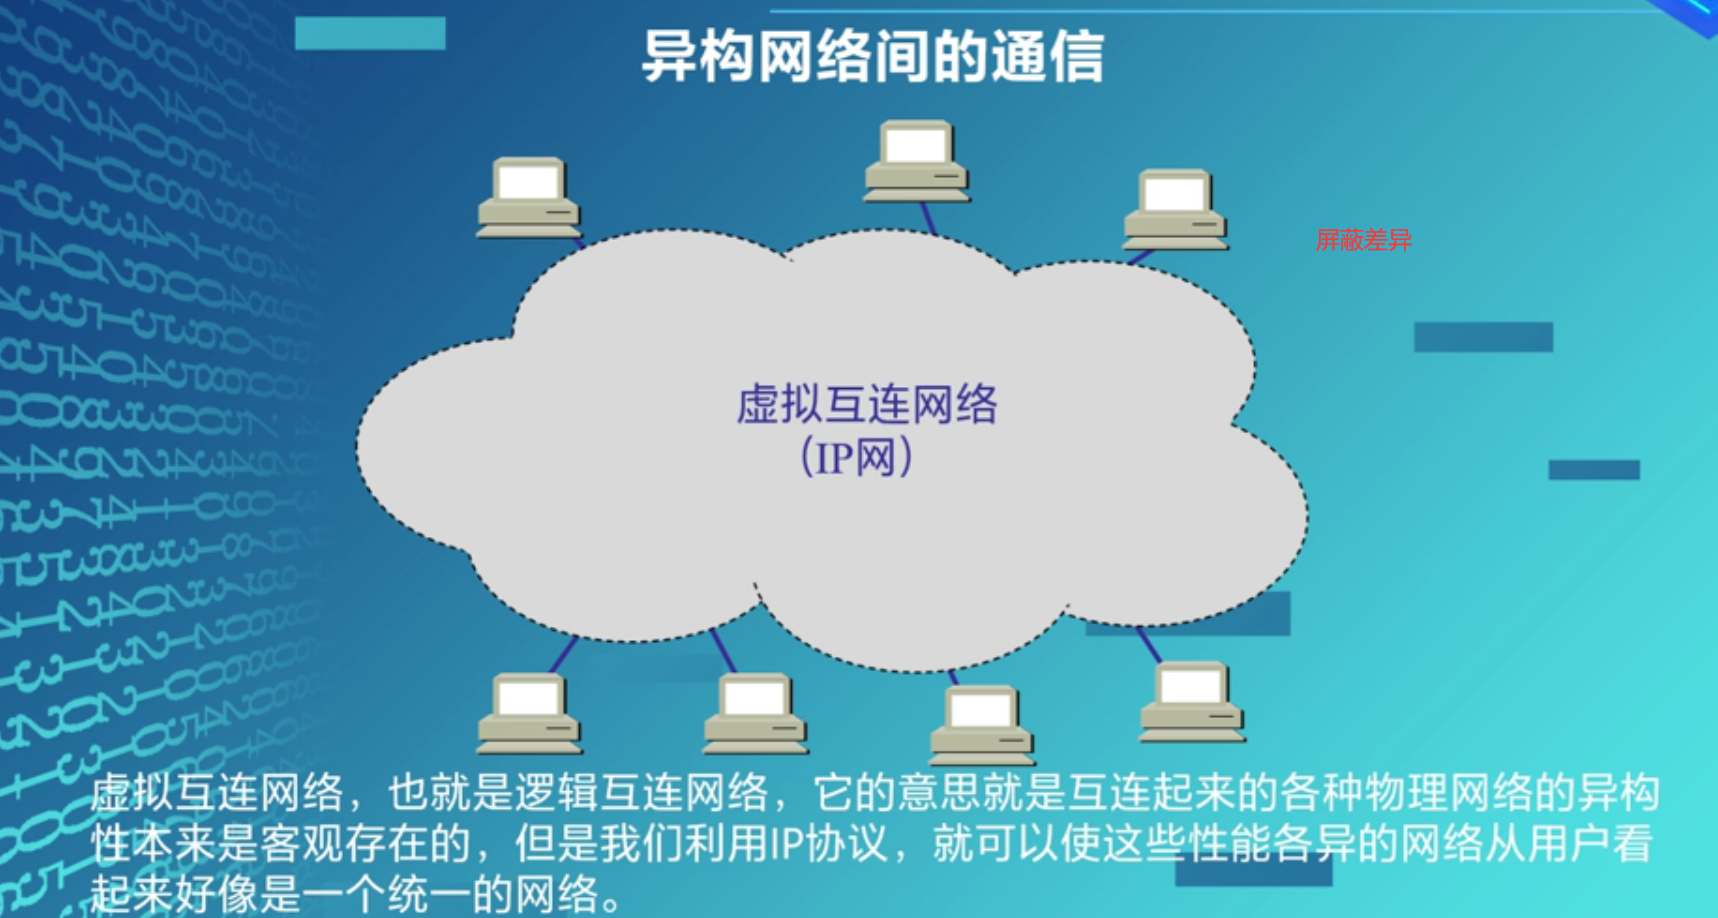 异构网络间的通信
屏蔽差异
虚拟互连网络
（IP网）
虚拟互连网络，也就是逻辑互连网络，它的意思就是互连起来的各种物理网络的异构
性本来是客观存在的，但是我们利用IP协议，就可以使这些性能各异的网络从用户看
起来好像是一个统一的网络。